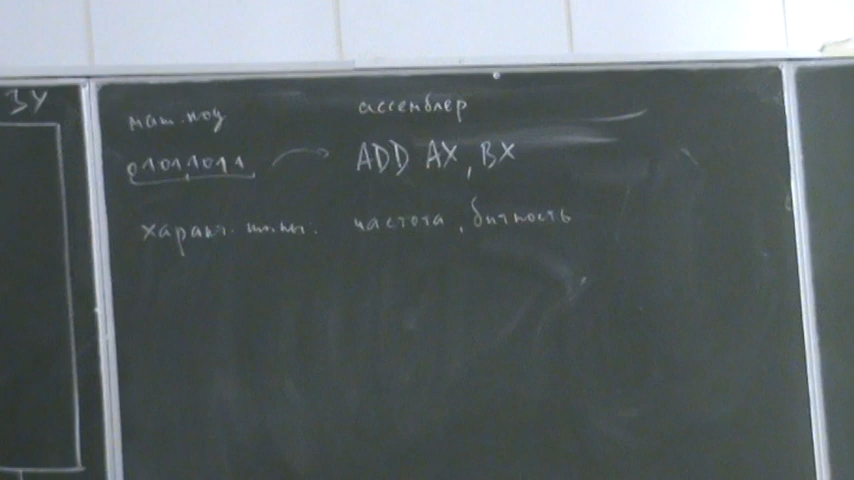 ЗУ
маш. код ассемблер
01011011 → ADD AX, BX
характ. частота, битность